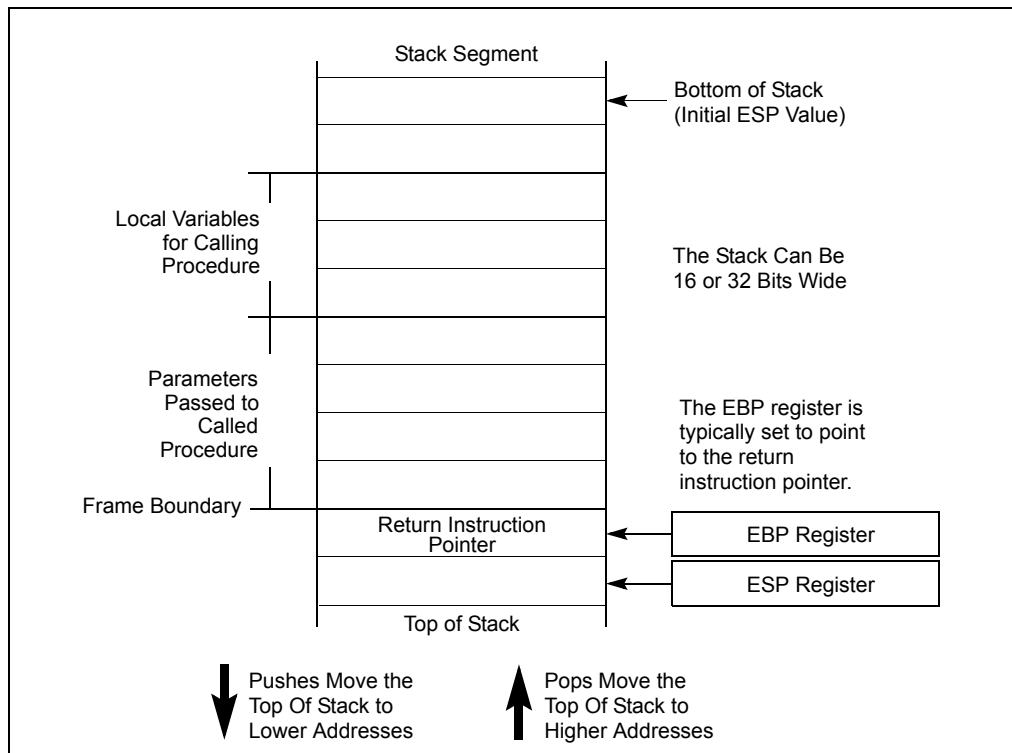 Stack Segment
Bottom of Stack
(Initial ESP Value)
Local Variables
for Calling
Procedure
The Stack Can Be
16 or 32 Bits Wide
Parameters
Passed to
Called
Procedure
The EBP register is
typically set to point
to the return
instruction pointer.
Frame Boundary
Return Instruction
Pointer
EBP Register
ESP Register
Top of Stack
Pushes Move the
Top Of Stack to
Lower Addresses
Pops Move the
Top Of Stack to
Higher Addresses